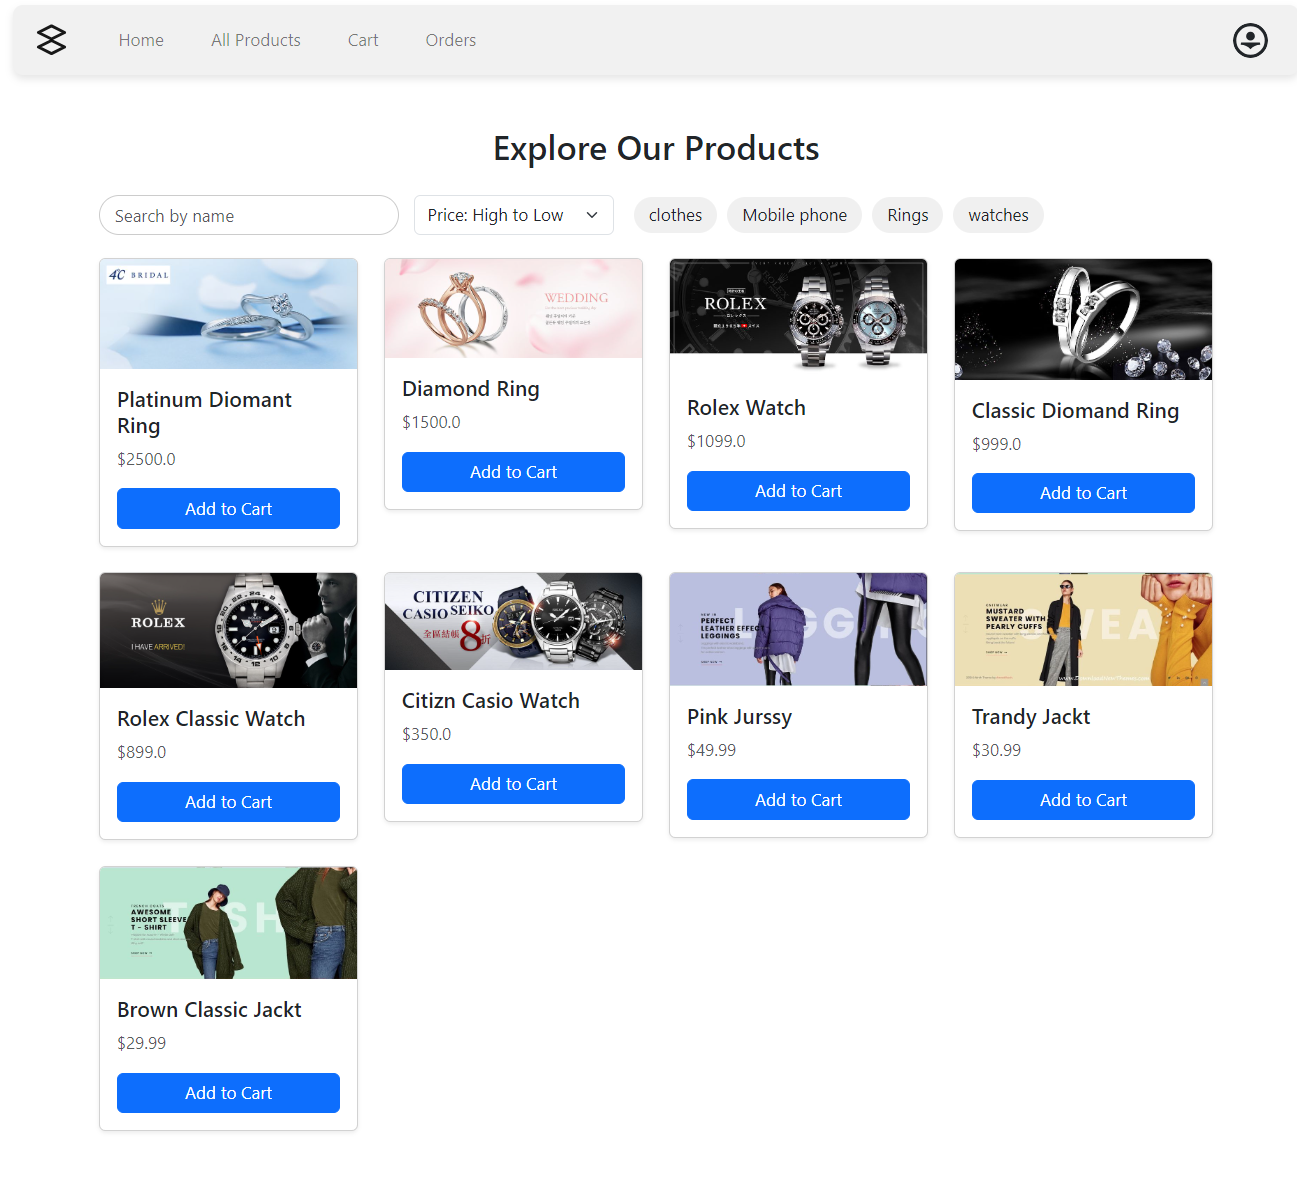 Home
All Products
Cart
Orders
Explore Our Products
Search by name
Price: High to Low
clothes
Mobile phone
Rings
watches
4C BRIDAL
Platinum Diomant
Ring
$2500.0
Add to Cart
WEDDING
Diamond Ring
$1500.0
Add to Cart
ROLEX
ロレックス
Rolex Watch
$1099.0
Add to Cart
Classic Diomand Ring
$999.0
Add to Cart
ROLEX
I HAVE ARRIVED!
Rolex Classic Watch
$899.0
Add to Cart
CITIZEN
CASIO SEIKO
全區結帳 8折
Citizn Casio Watch
$350.0
Add to Cart
PERFECT
LEATHER EFFECT
LEGGINGS
Pink Jurssy
$49.99
Add to Cart
MUSTARD
SWEATER WITH
PEARLY CUFFS
Trandy Jackt
$30.99
Add to Cart
AWESOME
SHORT SLEEVE
T - SHIRT
Brown Classic Jackt
$29.99
Add to Cart